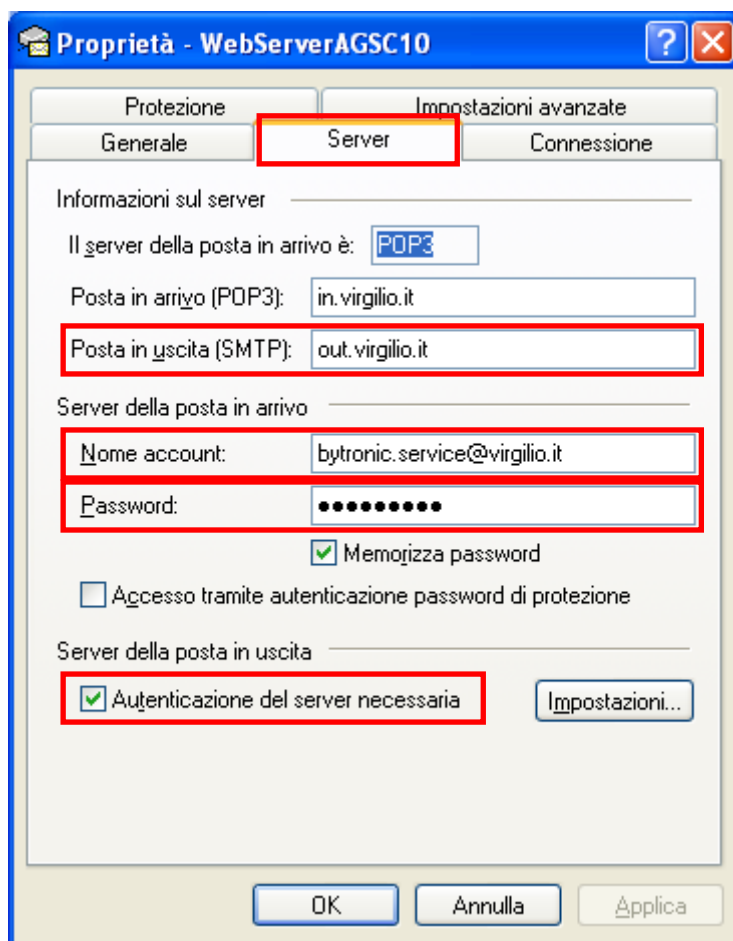 Proprietà - WebServerAGSC10
Protezione
Impostazioni avanzate
Generale
Server
Connessione
Informazioni sul server
Il server della posta in arrivo è: POP3
Posta in arrivo (POP3): in.virgilio.it
Posta in uscita (SMTP): out.virgilio.it
Server della posta in arrivo
Nome account: bytronic.service@virgilio.it
Password: ●●●●●●●●●
Memorizza password
Accesso tramite autenticazione password di protezione
Server della posta in uscita
Autenticazione del server necessaria
Impostazioni...
OK
Annulla
Applica